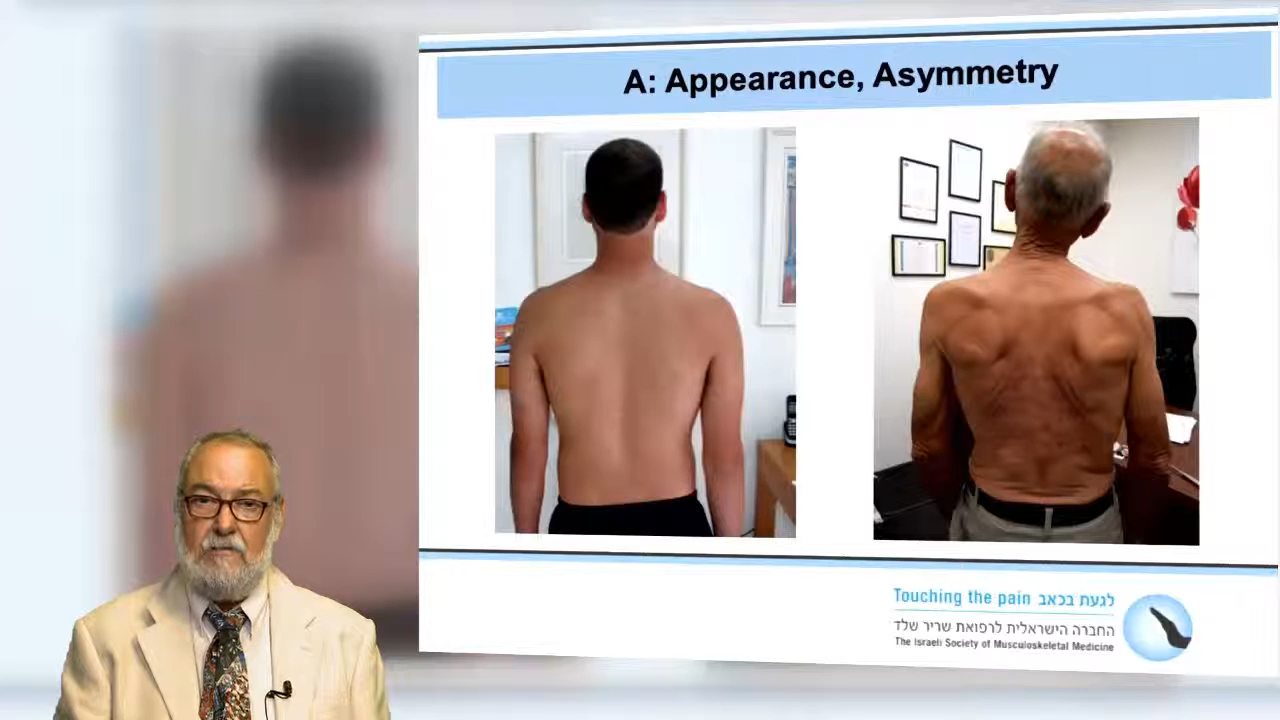 A: Appearance, Asymmetry
Touching the pain לגעת בכאב
החברה הישראלית לרפואת שריר שלד
The Israeli Society of Musculoskeletal Medicine